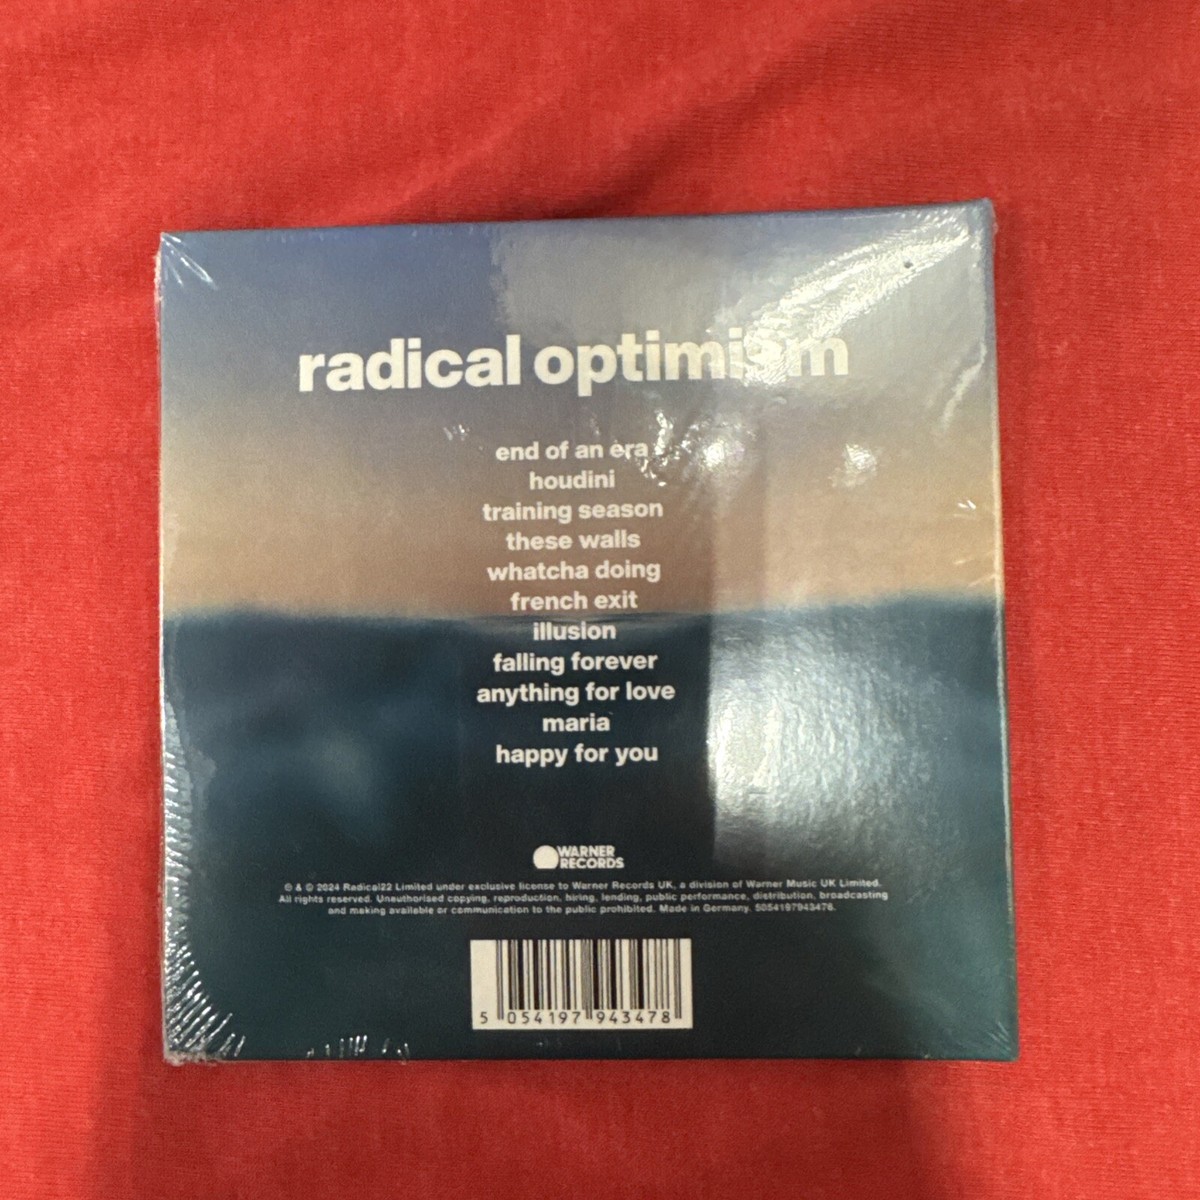 radical optimism
end of an era
houdini
training season
these walls
whatcha doing
french exit
illusion
falling forever
anything for love
maria
happy for you
WARNER
RECORDS
℗ & © 2024 Radical22 Limited under exclusive license to Warner Records UK, a division of Warner Music UK Limited.
All rights reserved. Unauthorised copying, reproduction, hiring, lending, public performance, distribution, broadcasting
and making available or communication to the public prohibited. Made in Germany. 5054197943478.
5 054197 943478